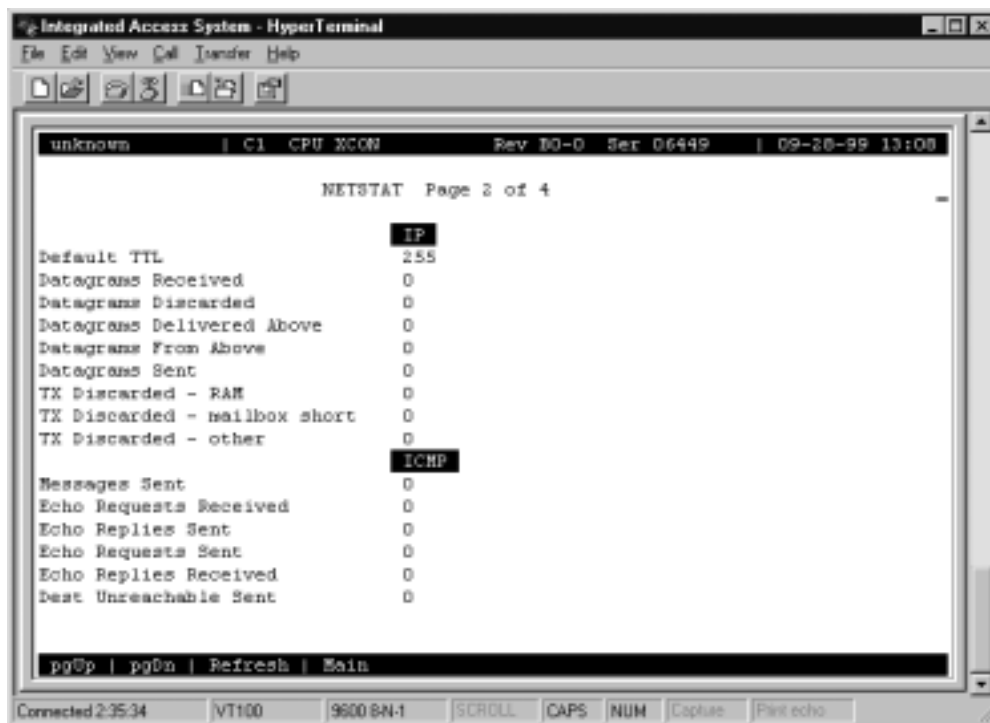 Integrated Access System - HyperTerminal
File Edit View Call Transfer Help
unknown | C1 CPU XCON Rev B0-0 Ser 06449 | 09-28-99 13:08
NETSTAT Page 2 of 4
IP
Default TTL 255
Datagrams Received 0
Datagrams Discarded 0
Datagrams Delivered Above 0
Datagrams From Above 0
Datagrams Sent 0
TX Discarded - RAM 0
TX Discarded - mailbox short 0
TX Discarded - other 0
ICMP
Messages Sent 0
Echo Requests Received 0
Echo Replies Sent 0
Echo Requests Sent 0
Echo Replies Received 0
Dest Unreachable Sent 0
pgUp | pgDn | Refresh | Main
Connected 2:35:34 VT100 9600 8-N-1 SCROLL CAPS NUM Capture Print echo